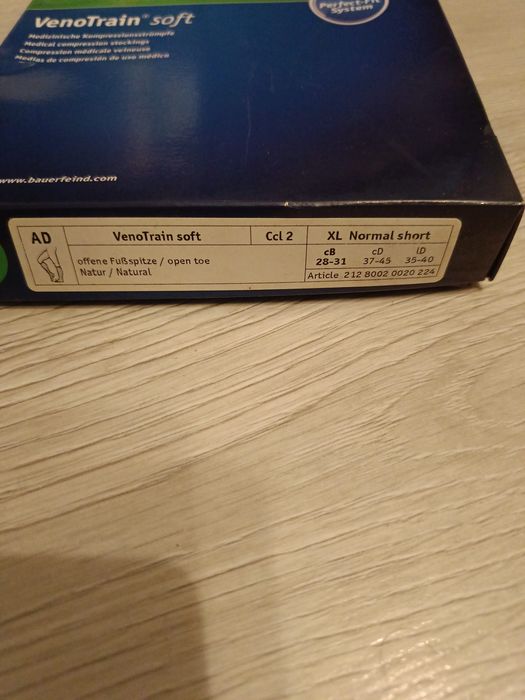 VenoTrain® soft
Perfect-Fit
System
Medizinische Kompressionsstrümpfe
Medical compression stockings
Compression médicale veineuse
Medias de compresión de uso médico
www.bauerfeind.com
AD VenoTrain soft Ccl 2 XL Normal short
cB cD lD
offene Fußspitze / open toe 28-31 37-45 35-40
Natur / Natural Article 212 8002 0020 224